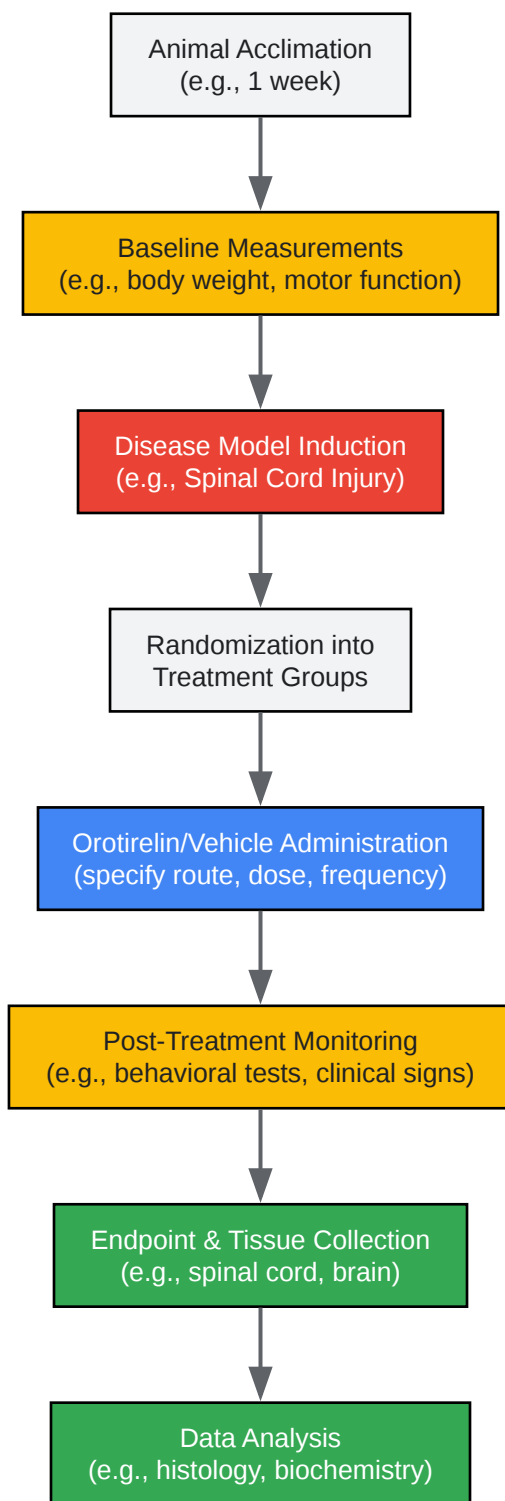 Animal Acclimation
(e.g., 1 week)
Baseline Measurements
(e.g., body weight, motor function)
Disease Model Induction
(e.g., Spinal Cord Injury)
Randomization into
Treatment Groups
Orotirelin/Vehicle Administration
(specify route, dose, frequency)
Post-Treatment Monitoring
(e.g., behavioral tests, clinical signs)
Endpoint & Tissue Collection
(e.g., spinal cord, brain)
Data Analysis
(e.g., histology, biochemistry)